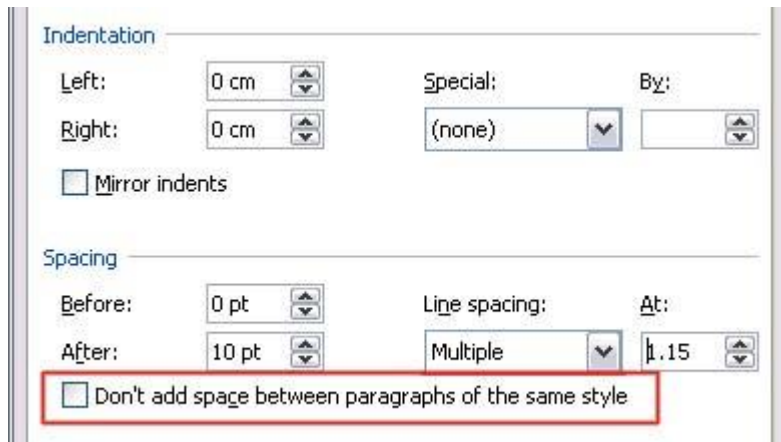 Indentation
Left: 0 cm Special: By:
Right: 0 cm (none)
Mirror indents
Spacing
Before: 0 pt Line spacing: At:
After: 10 pt Multiple 1.15
Don't add space between paragraphs of the same style